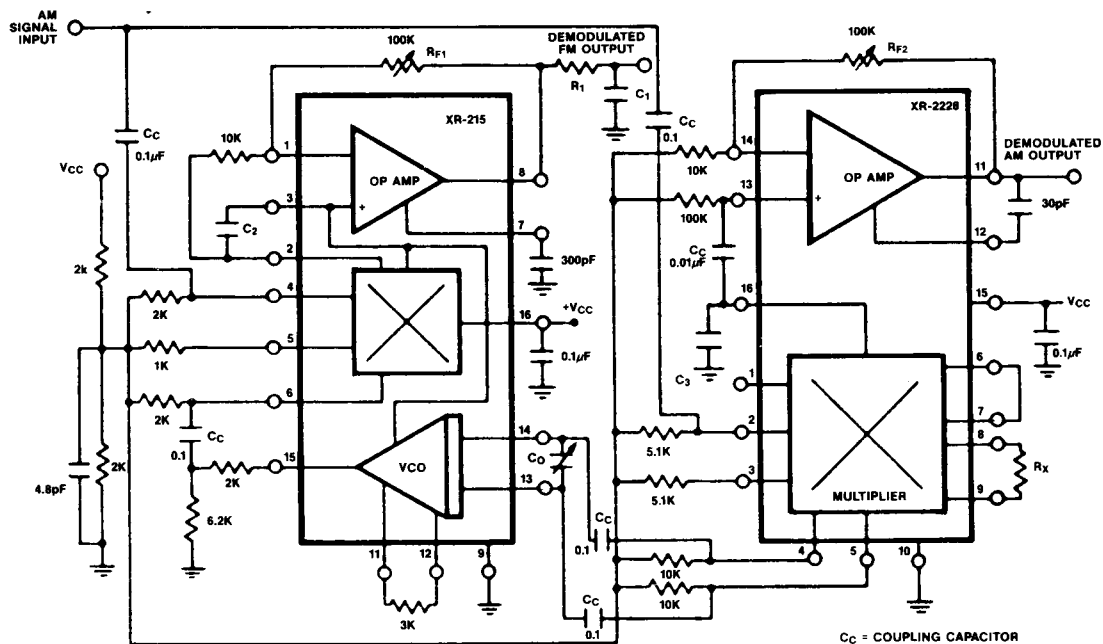 AM
SIGNAL
INPUT
100K
RF1
DEMODULATED
FM OUTPUT
R1
C1
100K
RF2
XR-215
XR-2228
CC
0.1µF
10K
1
OP AMP
8
CC
0.1
14
10K
OP AMP
11
DEMODULATED
AM OUTPUT
VCC
3
+
7
13
+
100K
30pF
12
C2
2
300pF
CC
0.01µF
2k
4
2K
16
+VCC
16
15
VCC
5
1K
0.1µF
C3
1
6
0.1µF
6
2K
7
CC
0.1
14
2
5.1K
8
15
2K
VCO
CO
13
3
5.1K
RX
9
4.8pF
2K
6.2K
MULTIPLIER
CC
0.1
11
12
9
4
5
10
10K
3K
CC
0.1
10K
CC = COUPLING CAPACITOR